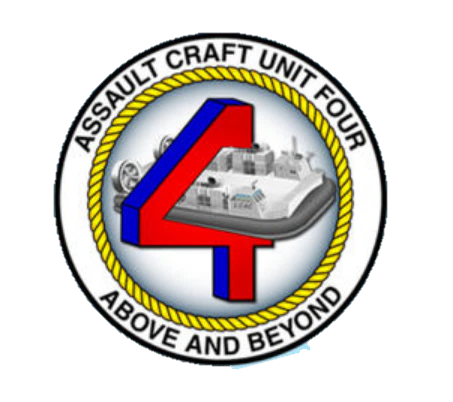 ASSAULT CRAFT UNIT FOUR
4
ABOVE AND BEYOND